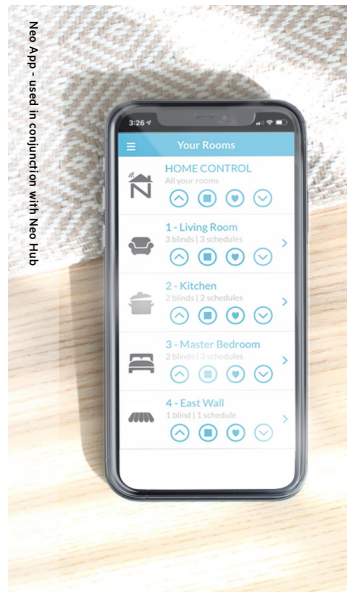 Neo App - used in conjunction with Neo Hub
3:26
Your Rooms
HOME CONTROL
All your rooms
N
1 - Living Room
3 blinds | 3 schedules
2 - Kitchen
2 blinds | 2 schedules
3 - Master Bedroom
2 blinds | 3 schedules
4 - East Wall
1 blind | 1 schedule